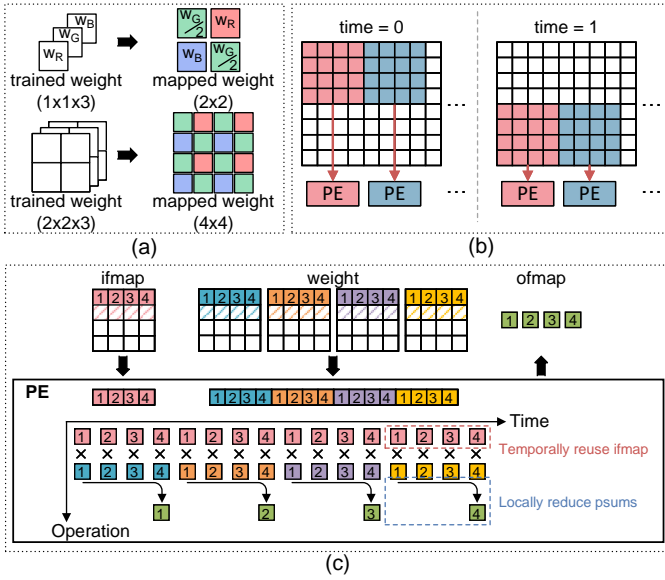 W_B
W_G
W_R
trained weight
(1x1x3)
W_G/2 W_R
W_B W_G/2
mapped weight
(2x2)
trained weight
(2x2x3)
mapped weight
(4x4)
(a)
time = 0
time = 1
...
...
PE PE ...
PE PE ...
(b)
ifmap
weight
ofmap
1 2 3 4
1 2 3 4
1 2 3 4
1 2 3 4
1 2 3 4
1 2 3 4
PE
1 2 3 4
1 2 3 4 1 2 3 4 1 2 3 4 1 2 3 4
Time
1 2 3 4 1 2 3 4 1 2 3 4 1 2 3 4
Temporally reuse ifmap
× × × × × × × × × × × × × × × ×
1 2 3 4 1 2 3 4 1 2 3 4 1 2 3 4
Locally reduce psums
1 2 3 4
Operation
(c)